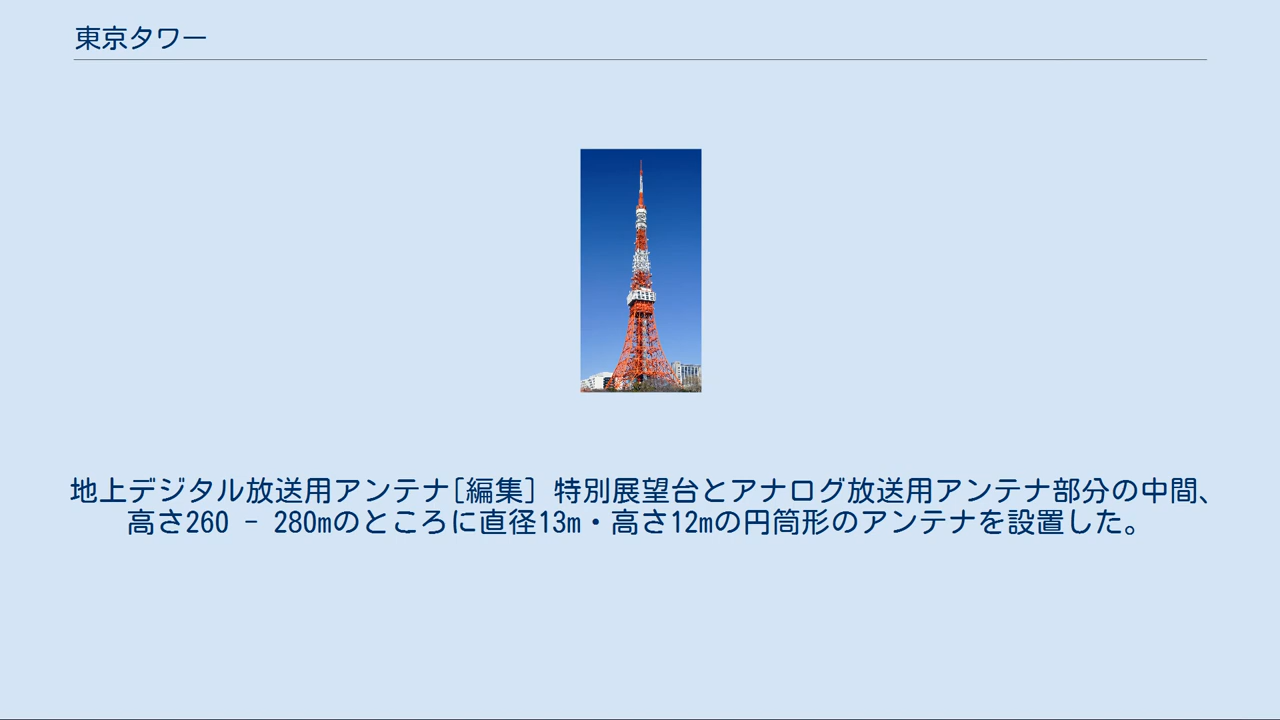 東京タワー
地上デジタル放送用アンテナ[編集] 特別展望台とアナログ放送用アンテナ部分の中間、
高さ260 - 280mのところに直径13m・高さ12mの円筒形のアンテナを設置した。